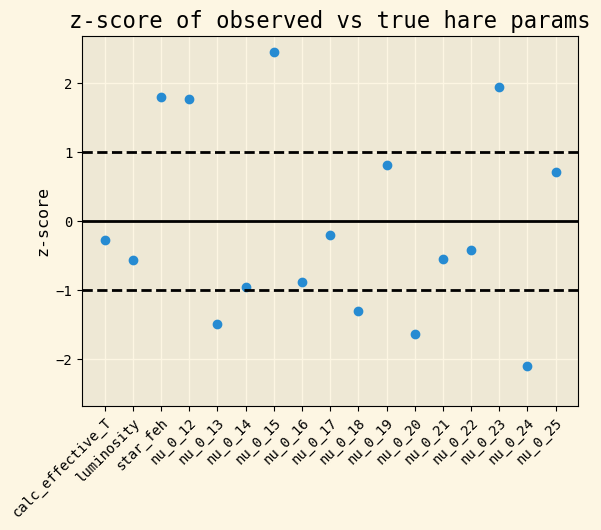 z-score of observed vs true hare params
z-score
2
1
0
−1
−2
calc_effective_T
luminosity
star_feh
nu_0_12
nu_0_13
nu_0_14
nu_0_15
nu_0_16
nu_0_17
nu_0_18
nu_0_19
nu_0_20
nu_0_21
nu_0_22
nu_0_23
nu_0_24
nu_0_25